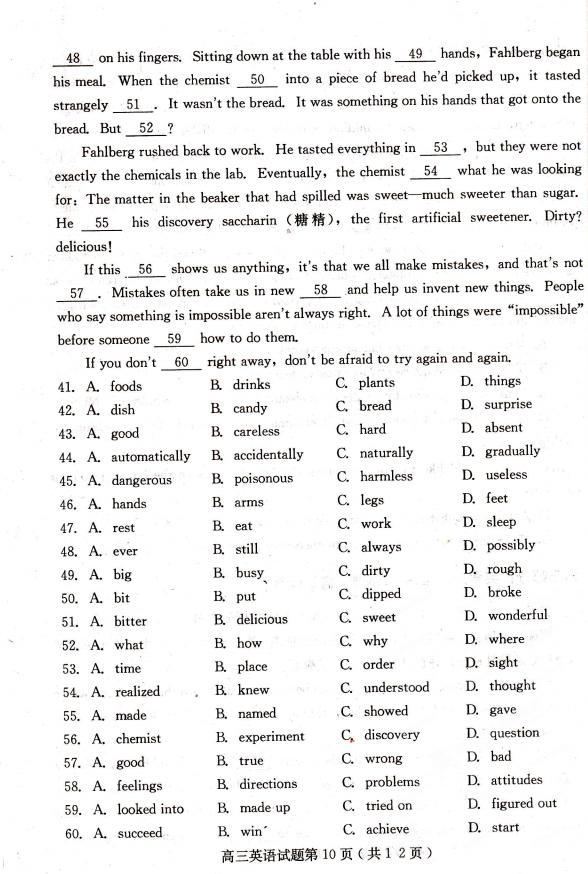 48 on his fingers. Sitting down at the table with his 49 hands, Fahlberg began
his meal. When the chemist 50 into a piece of bread he'd picked up, it tasted
strangely 51 . It wasn't the bread. It was something on his hands that got onto the
bread. But 52 ?
Fahlberg rushed back to work. He tasted everything in 53 , but they were not
exactly the chemicals in the lab. Eventually, the chemist 54 what he was looking
for: The matter in the beaker that had spilled was sweet—much sweeter than sugar.
He 55 his discovery saccharin (糖精), the first artificial sweetener. Dirty?
delicious!
If this 56 shows us anything, it's that we all make mistakes, and that's not
57 . Mistakes often take us in new 58 and help us invent new things. People
who say something is impossible aren't always right. A lot of things were "impossible"
before someone 59 how to do them.
If you don't 60 right away, don't be afraid to try again and again.
41. A. foods B. drinks C. plants D. things
42. A. dish B. candy C. bread D. surprise
43. A. good B. careless C. hard D. absent
44. A. automatically B. accidentally C. naturally D. gradually
45. A. dangerous B. poisonous C. harmless D. useless
46. A. hands B. arms C. legs D. feet
47. A. rest B. eat C. work D. sleep
48. A. ever B. still C. always D. possibly
49. A. big B. busy C. dirty D. rough
50. A. bit B. put C. dipped D. broke
51. A. bitter B. delicious C. sweet D. wonderful
52. A. what B. how C. why D. where
53. A. time B. place C. order D. sight
54. A. realized B. knew C. understood D. thought
55. A. made B. named C. showed D. gave
56. A. chemist B. experiment C. discovery D. question
57. A. good B. true C. wrong D. bad
58. A. feelings B. directions C. problems D. attitudes
59. A. looked into B. made up C. tried on D. figured out
60. A. succeed B. win C. achieve D. start
高三英语试题第10页(共12页)